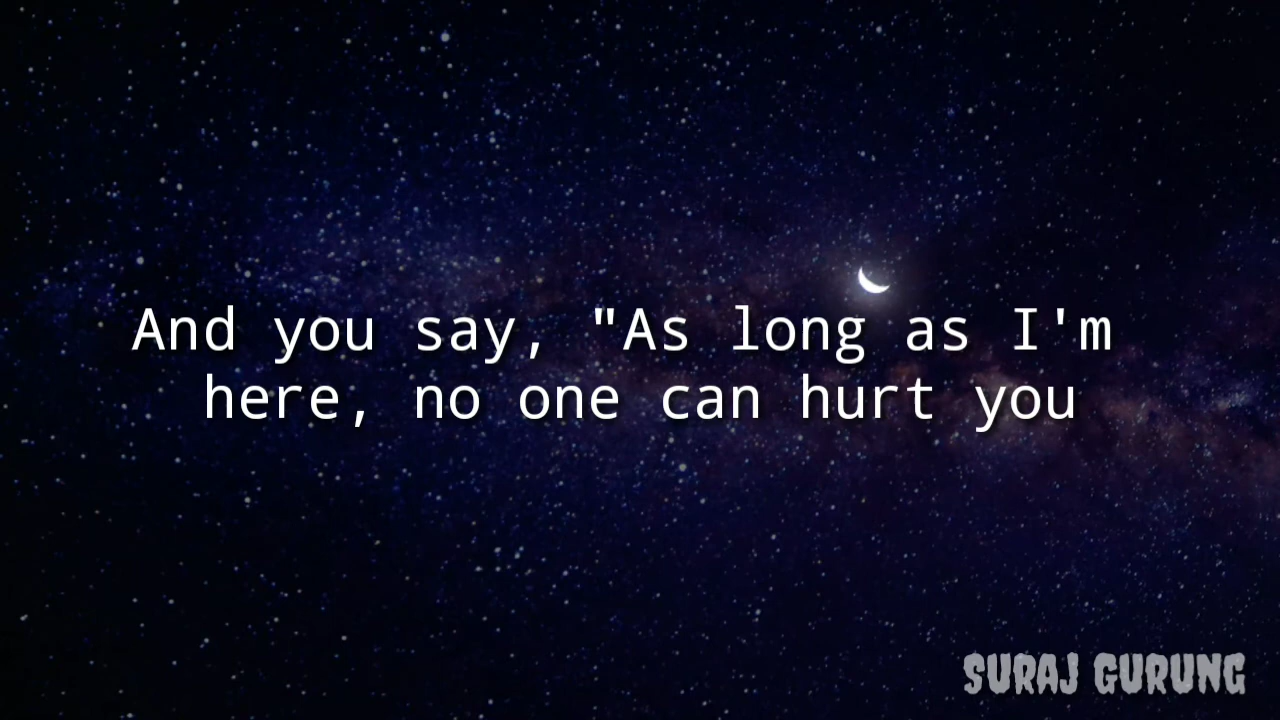 And you say, "As long as I'm
here, no one can hurt you
SURAJ GURUNG